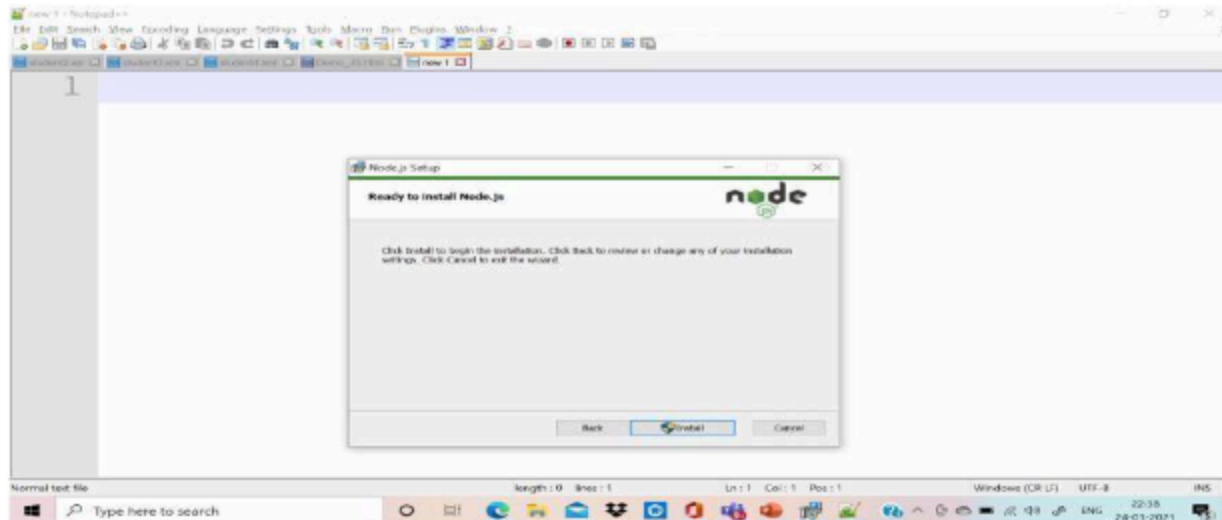 new 1 - Notepad++
File Edit Search View Encoding Language Settings Tools Macro Run Plugins Window ?
new 1
1
Node.js Setup
Ready to install Node.js
node
JS
Click Install to begin the installation. Click Back to review or change any of your installation
settings. Click Cancel to exit the wizard.
Back Install Cancel
Normal text file length : 0 lines : 1 Ln : 1 Col : 1 Pos : 1 Windows (CR LF) UTF-8 INS
Type here to search ENG 22:38
24-01-2021